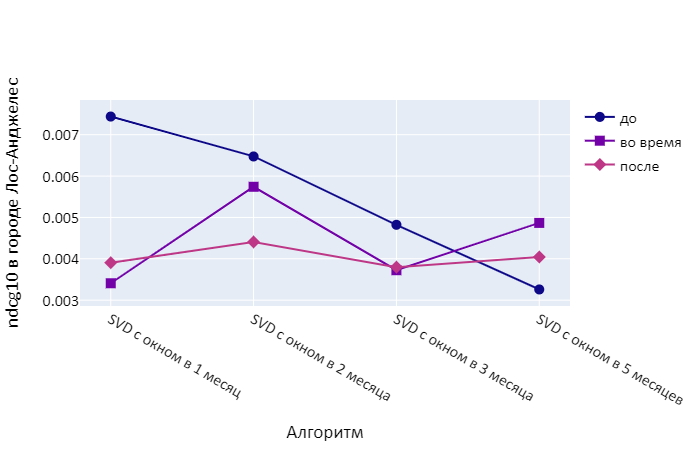 ndcg10 в городе Лос-Анджелес
0.007
0.006
0.005
0.004
0.003
SVD с окном в 1 месяц
SVD с окном в 2 месяца
SVD с окном в 3 месяца
SVD с окном в 5 месяцев
Алгоритм
до
во время
после